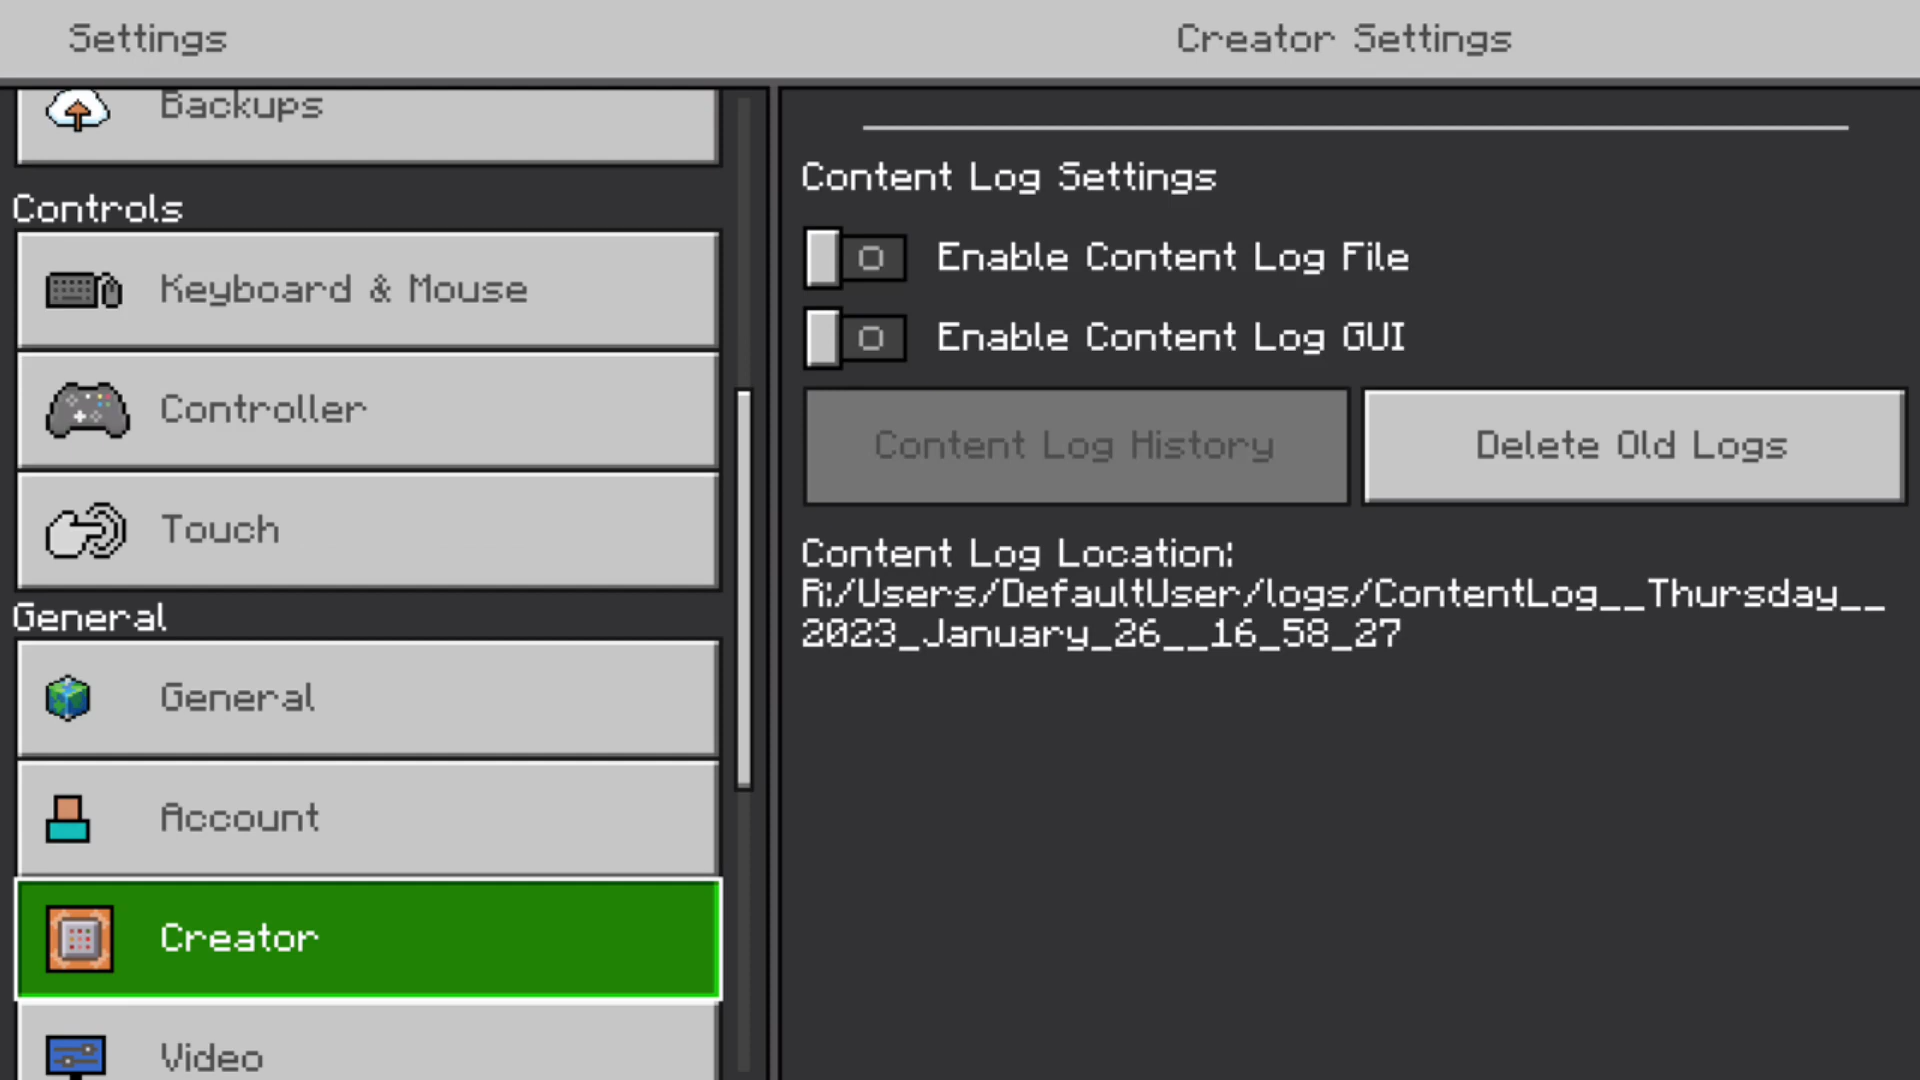 Settings
Creator Settings
Backups
Controls
Keyboard & Mouse
Controller
Touch
General
General
Account
Creator
Video
Content Log Settings
Enable Content Log File
Enable Content Log GUI
Content Log History
Delete Old Logs
Content Log Location:
R:/Users/DefaultUser/logs/ContentLog__Thursday__
2023_January_26__16_58_27